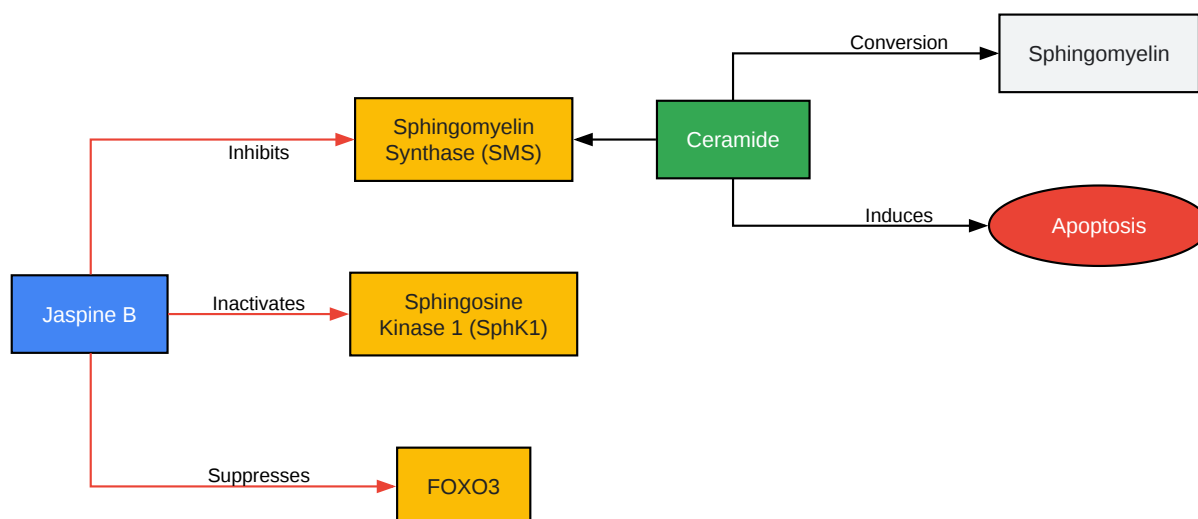 Conversion
Sphingomyelin
Sphingomyelin
Synthase (SMS)
Ceramide
Inhibits
Induces
Apoptosis
Jaspine B
Inactivates
Sphingosine
Kinase 1 (SphK1)
Suppresses
FOXO3